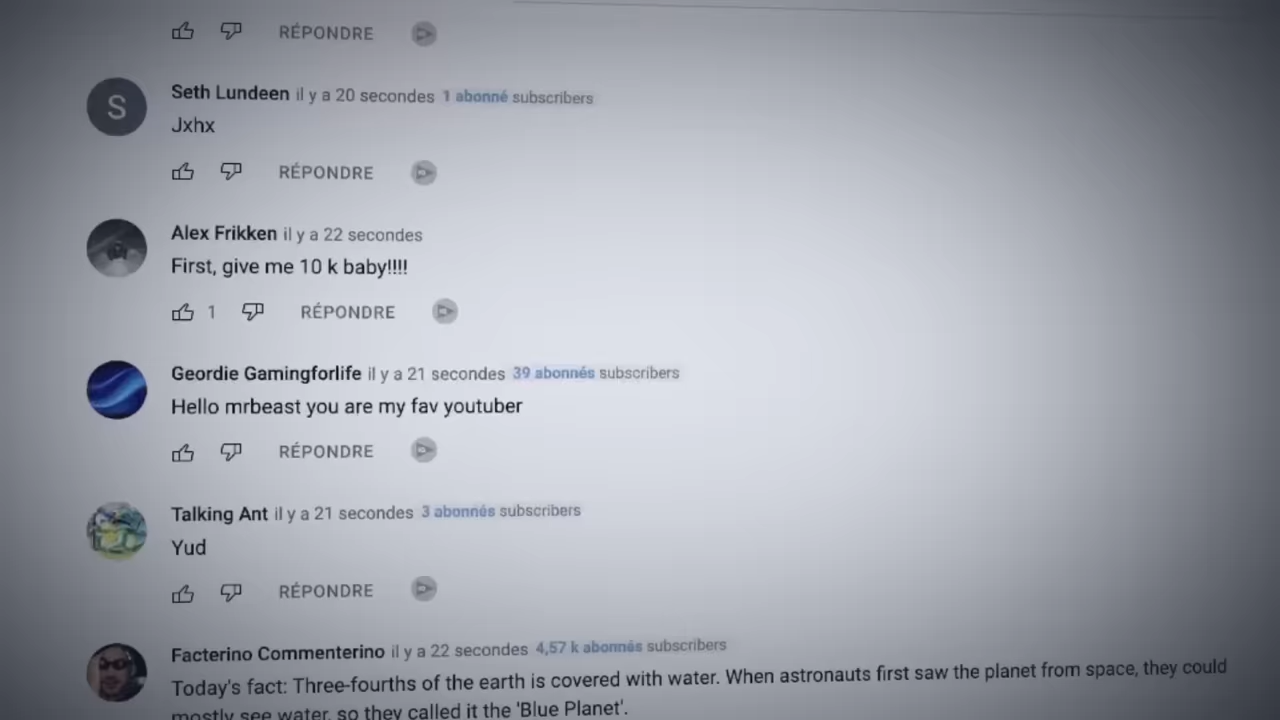 RÉPONDRE
S
Seth Lundeen il y a 20 secondes 1 abonné subscribers
Jxhx
RÉPONDRE
Alex Frikken il y a 22 secondes
First, give me 10 k baby!!!!
1 RÉPONDRE
Geordie Gamingforlife il y a 21 secondes 39 abonnés subscribers
Hello mrbeast you are my fav youtuber
RÉPONDRE
Talking Ant il y a 21 secondes 3 abonnés subscribers
Yud
RÉPONDRE
Facterino Commenterino il y a 22 secondes 4,57 k abonnés subscribers
Today's fact: Three-fourths of the earth is covered with water. When astronauts first saw the planet from space, they could
mostly see water, so they called it the 'Blue Planet'.